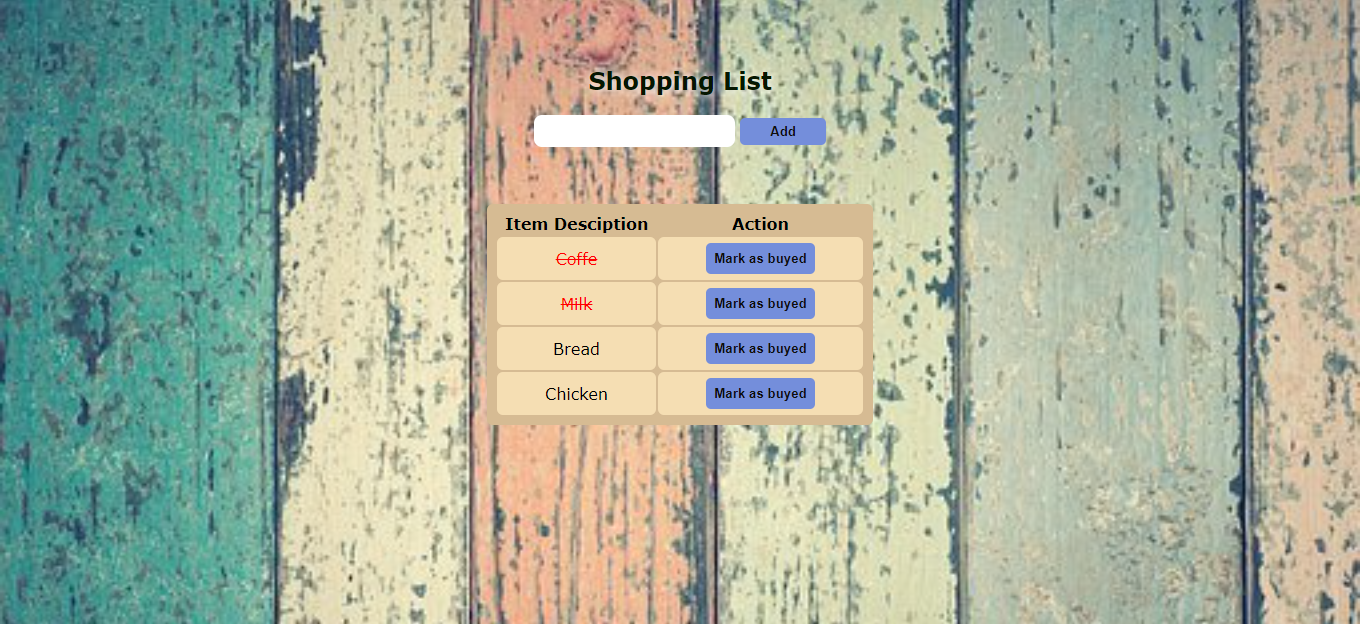 Shopping List
Add
Item Desciption Action
Coffe Mark as buyed
Milk Mark as buyed
Bread Mark as buyed
Chicken Mark as buyed